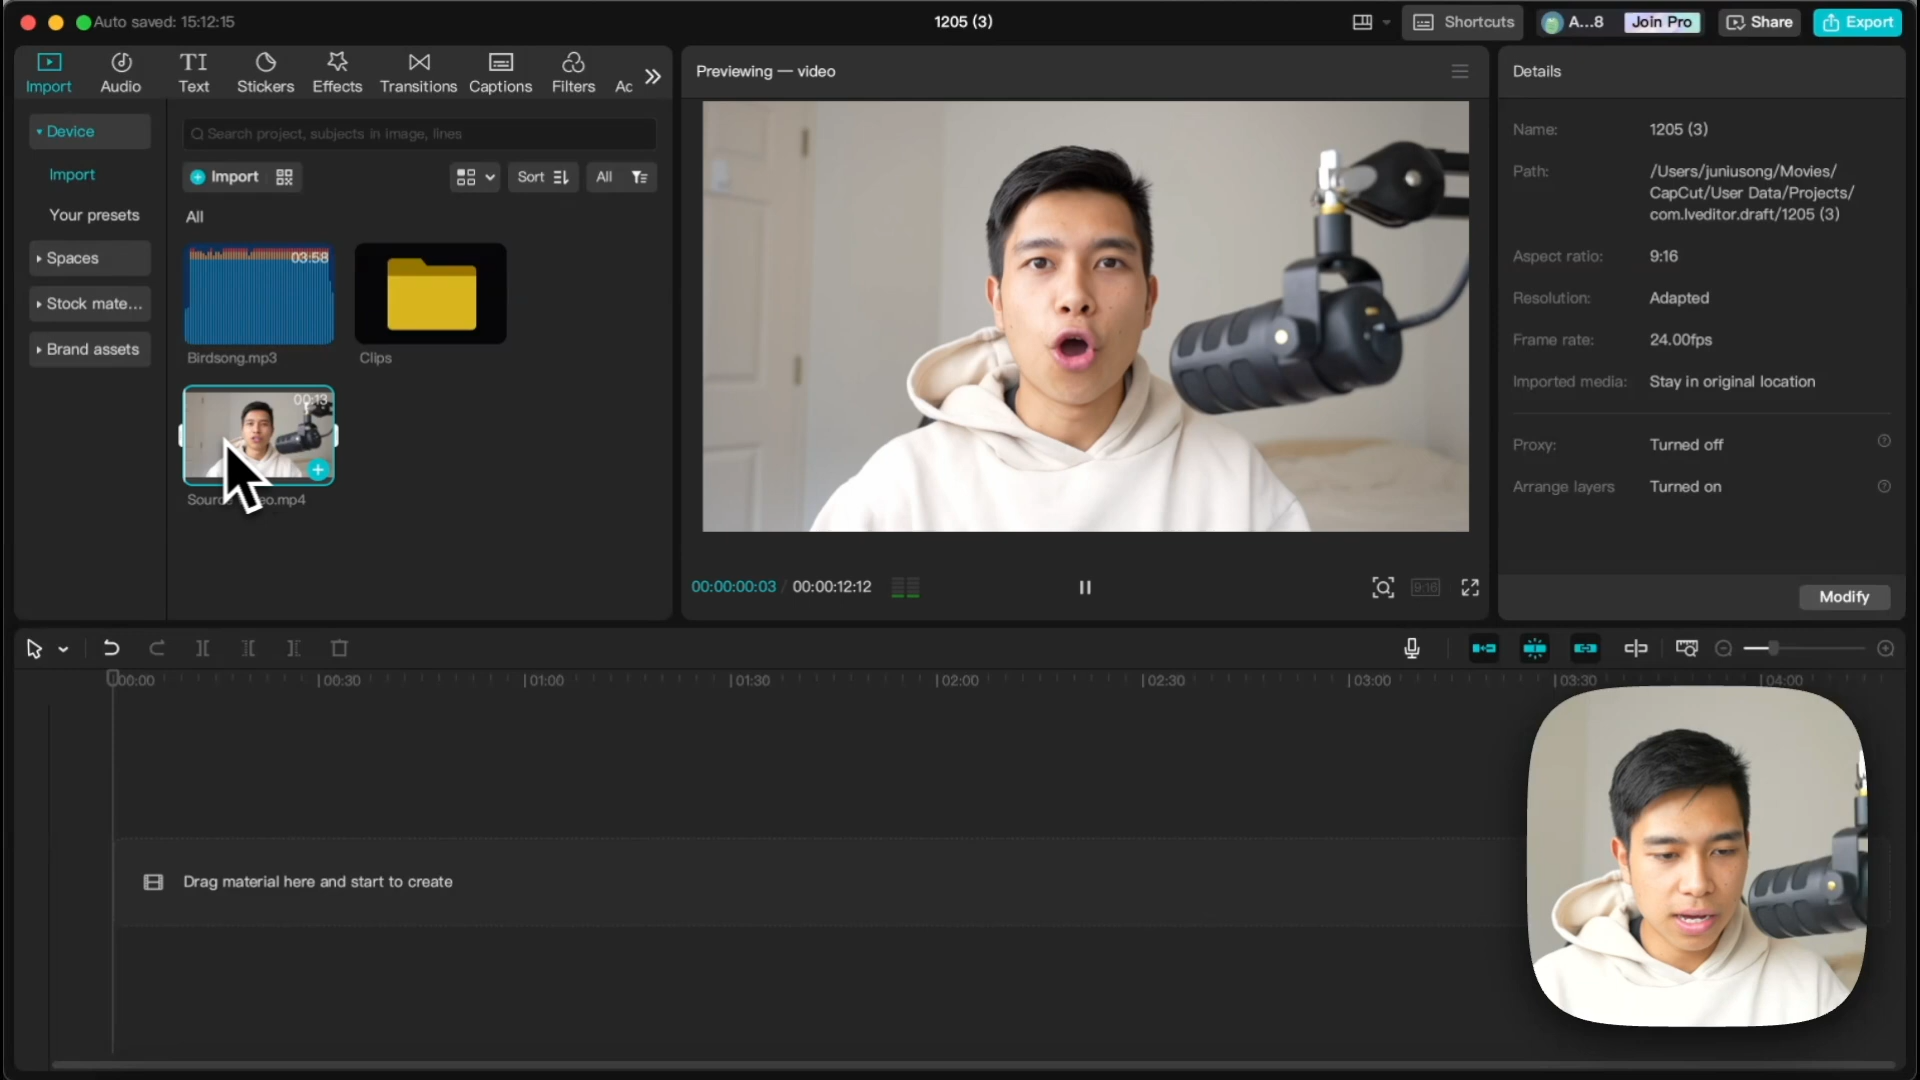 Auto saved: 15:12:15
1205 (3)
Shortcuts
A...8
Join Pro
Share
Export
Import
Audio
Text
Stickers
Effects
Transitions
Captions
Filters
Device
Import
Your presets
Spaces
Stock mate...
Brand assets
Search project, subjects in image, lines
Import
Sort
All
All
03:58
Birdsong.mp3
Clips
00:13
Previewing — video
00:00:00:03 / 00:00:12:12
9:16
Details
Name: 1205 (3)
Path: /Users/juniusong/Movies/
CapCut/User Data/Projects/
com.lveditor.draft/1205 (3)
Aspect ratio: 9:16
Resolution: Adapted
Frame rate: 24.00fps
Imported media: Stay in original location
Proxy: Turned off
Arrange layers Turned on
Modify
00:00 00:30 01:00 01:30 02:00 02:30 03:00 03:30 04:00
Drag material here and start to create